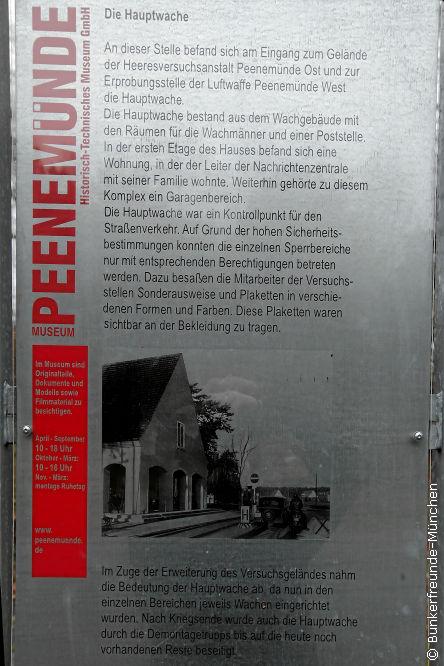 PEENEMÜNDE
Historisch-Technisches Museum GmbH
MUSEUM
Im Museum sind
Originalteile,
Dokumente und
Modelle sowie
Filmmaterial zu
besichtigen.
April - September
10 - 18 Uhr
Oktober - März:
10 - 16 Uhr
Nov. - März:
montags Ruhetag
www.
peenemuende.
de
Die Hauptwache
An dieser Stelle befand sich am Eingang zum Gelände
der Heeresversuchsanstalt Peenemünde Ost und zur
Erprobungsstelle der Luftwaffe Peenemünde West
die Hauptwache.
Die Hauptwache bestand aus dem Wachgebäude mit
den Räumen für die Wachmänner und einer Poststelle.
In der ersten Etage des Hauses befand sich eine
Wohnung, in der der Leiter der Nachrichtenzentrale
mit seiner Familie wohnte. Weiterhin gehörte zu diesem
Komplex ein Garagenbereich.
Die Hauptwache war ein Kontrollpunkt für den
Straßenverkehr. Auf Grund der hohen Sicherheits-
bestimmungen konnten die einzelnen Sperrbereiche
nur mit entsprechenden Berechtigungen betreten
werden. Dazu besaßen die Mitarbeiter der Versuchs-
stellen Sonderausweise und Plaketten in verschie-
denen Formen und Farben. Diese Plaketten waren
sichtbar an der Bekleidung zu tragen.
Im Zuge der Erweiterung des Versuchsgeländes nahm
die Bedeutung der Hauptwache ab, da nun in den
einzelnen Bereichen jeweils Wachen eingerichtet
wurden. Nach Kriegsende wurde auch die Hauptwache
durch die Demontagetrupps bis auf die heute noch
vorhandenen Reste beseitigt.
© Bunkerfreunde-München